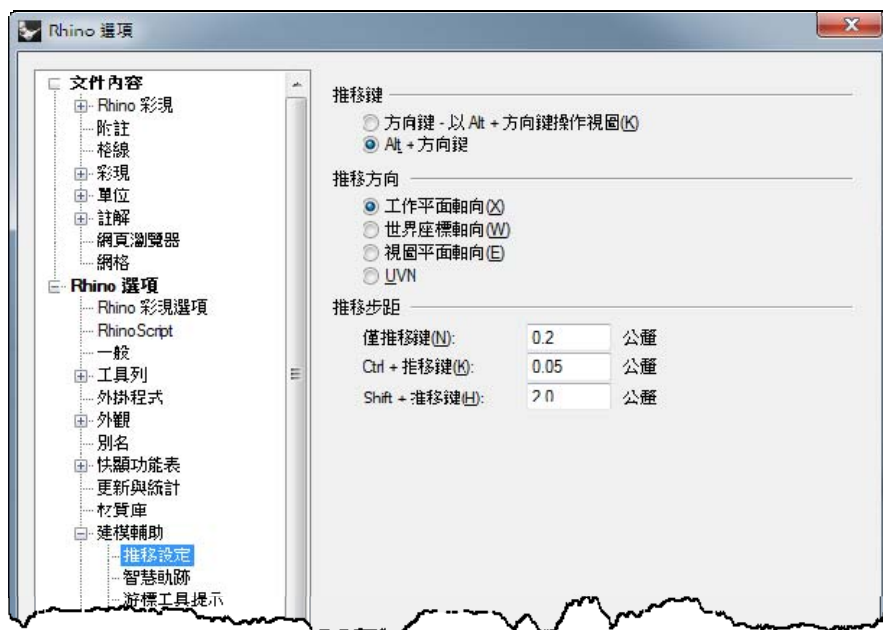 Rhino 選項
文件內容
Rhino 彩現
附註
格線
彩現
單位
註解
網頁瀏覽器
網格
Rhino 選項
Rhino 彩現選項
RhinoScript
一般
工具列
外掛程式
外觀
別名
快顯功能表
更新與統計
材質庫
建模輔助
推移設定
智慧軌跡
游標工具提示
推移鍵
方向鍵 - 以 Alt + 方向鍵操作視圖(K)
Alt + 方向鍵
推移方向
工作平面軸向(X)
世界座標軸向(W)
視圖平面軸向(E)
UVN
推移步距
僅推移鍵(N): 0.2 公釐
Ctrl + 推移鍵(K): 0.05 公釐
Shift + 推移鍵(H): 2.0 公釐